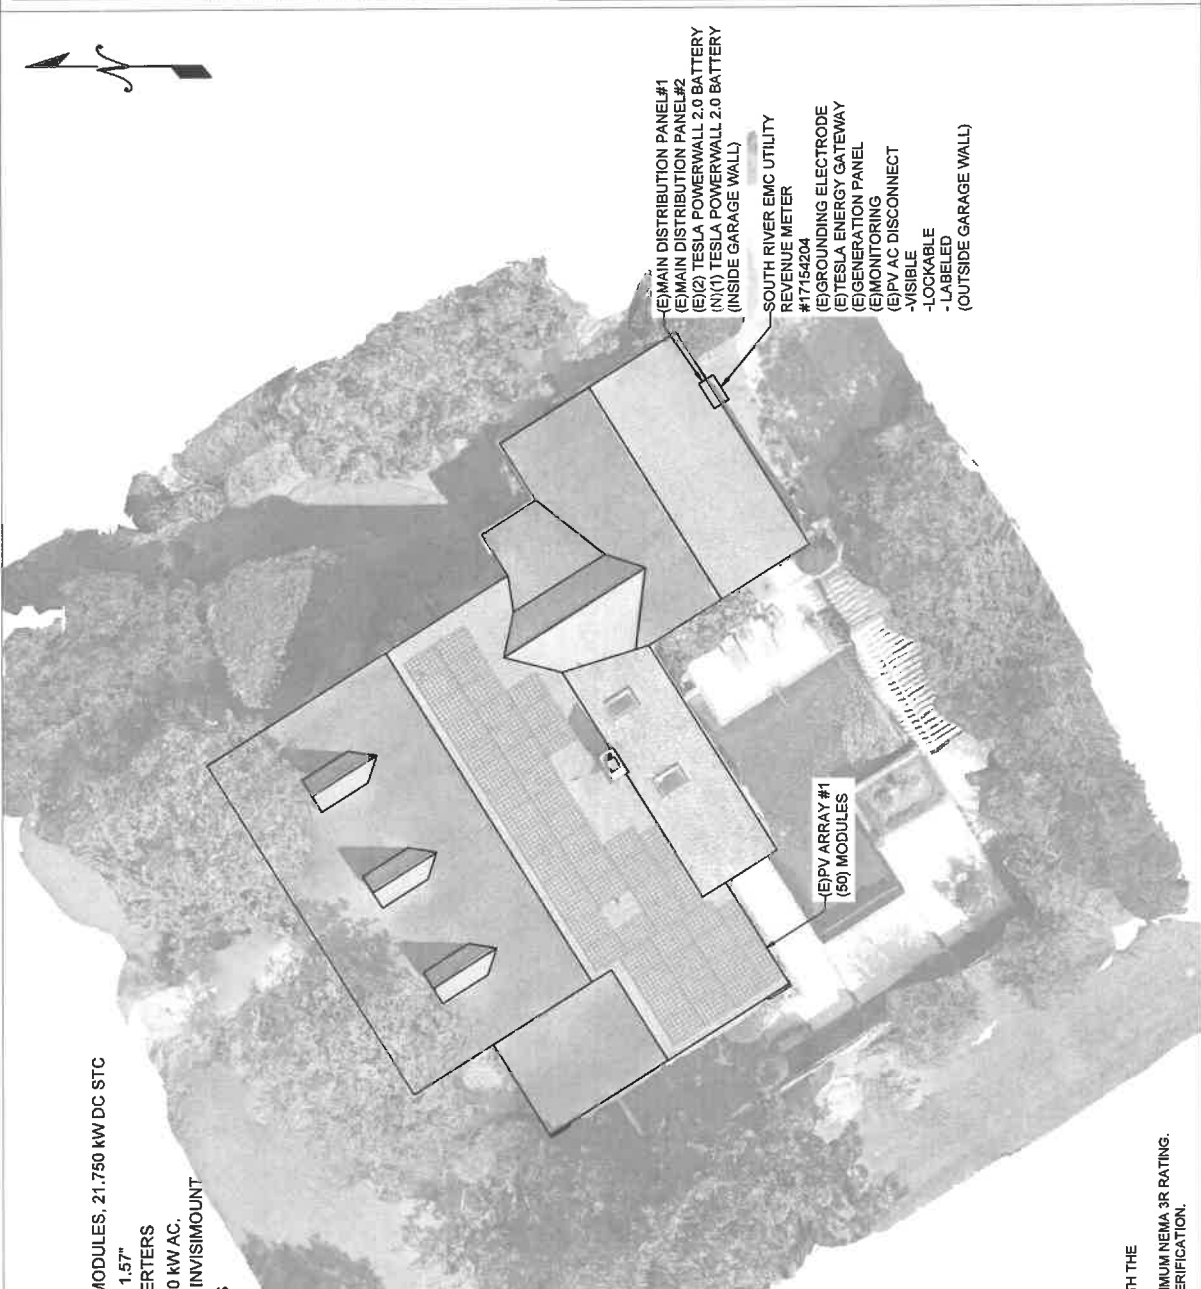 (E)MAIN DISTRIBUTION PANEL#1
(E)MAIN DISTRIBUTION PANEL#2
(E)(2) TESLA POWERWALL 2.0 BATTERY
(N)(1) TESLA POWERWALL 2.0 BATTERY
(INSIDE GARAGE WALL)
SOUTH RIVER EMC UTILITY
REVENUE METER
#17154204
(E)GROUNDING ELECTRODE
(E)TESLA ENERGY GATEWAY
(E)GENERATION PANEL
(E)MONITORING
(E)PV AC DISCONNECT
-VISIBLE
-LOCKABLE
- LABELED
(OUTSIDE GARAGE WALL)
(E)PV ARRAY #1
(50) MODULES
MODULES, 21.750 kW DC STC
1.57"
ERTERS
0 kW AC.
INVISIMOUNT
S
TH THE
IMUM NEMA 3R RATING.
ERIFICATION.
N